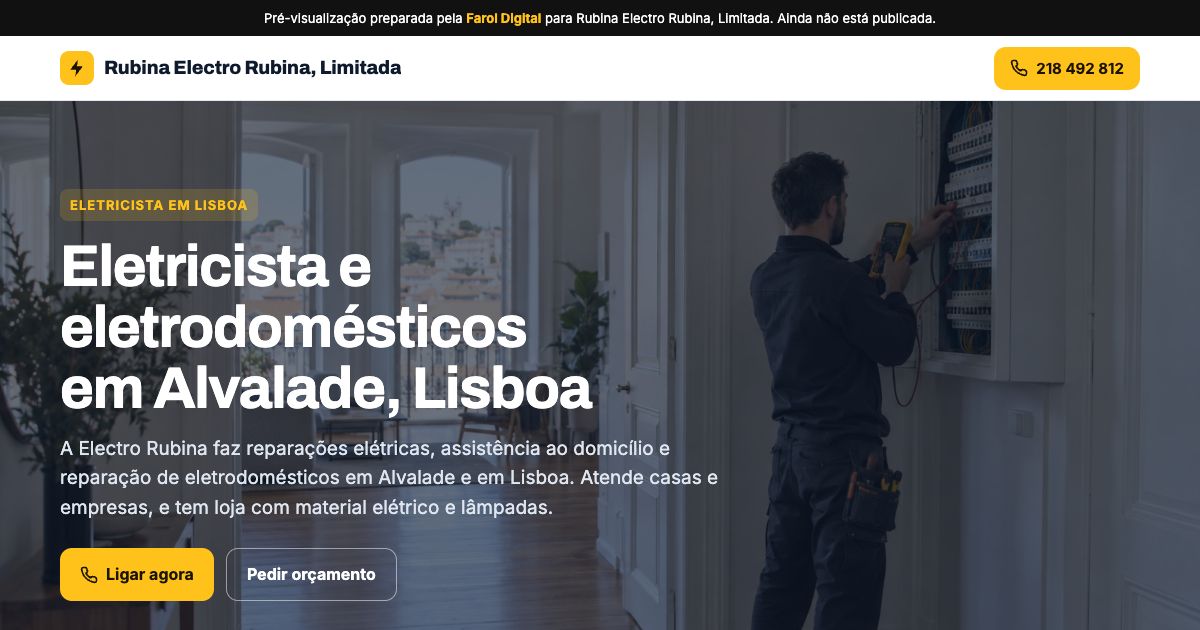 Pré-visualização preparada pela Farol Digital para Rubina Electro Rubina, Limitada. Ainda não está publicada.
Rubina Electro Rubina, Limitada
218 492 812
ELETRICISTA EM LISBOA
Eletricista e
eletrodomésticos
em Alvalade, Lisboa
A Electro Rubina faz reparações elétricas, assistência ao domicílio e
reparação de eletrodomésticos em Alvalade e em Lisboa. Atende casas e
empresas, e tem loja com material elétrico e lâmpadas.
Ligar agora
Pedir orçamento